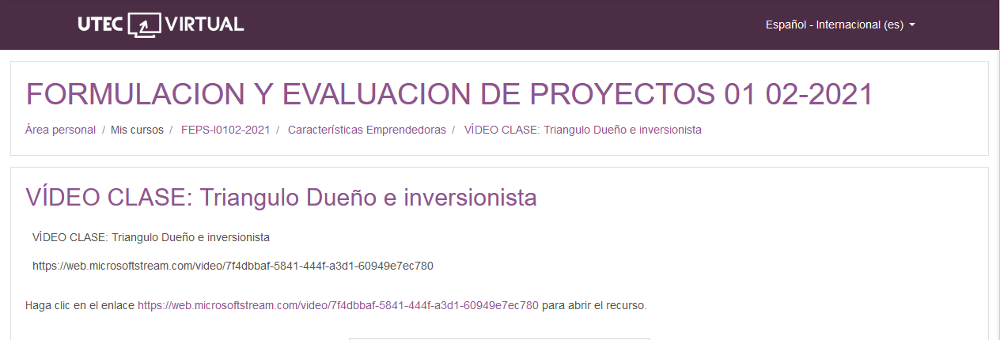 UTEC VIRTUAL
Español - Internacional (es)
FORMULACION Y EVALUACION DE PROYECTOS 01 02-2021
Área personal / Mis cursos / FEPS-I0102-2021 / Características Emprendedoras / VÍDEO CLASE: Triangulo Dueño e inversionista
VÍDEO CLASE: Triangulo Dueño e inversionista
VÍDEO CLASE: Triangulo Dueño e inversionista
https://web.microsoftstream.com/video/7f4dbbaf-5841-444f-a3d1-60949e7ec780
Haga clic en el enlace https://web.microsoftstream.com/video/7f4dbbaf-5841-444f-a3d1-60949e7ec780 para abrir el recurso.